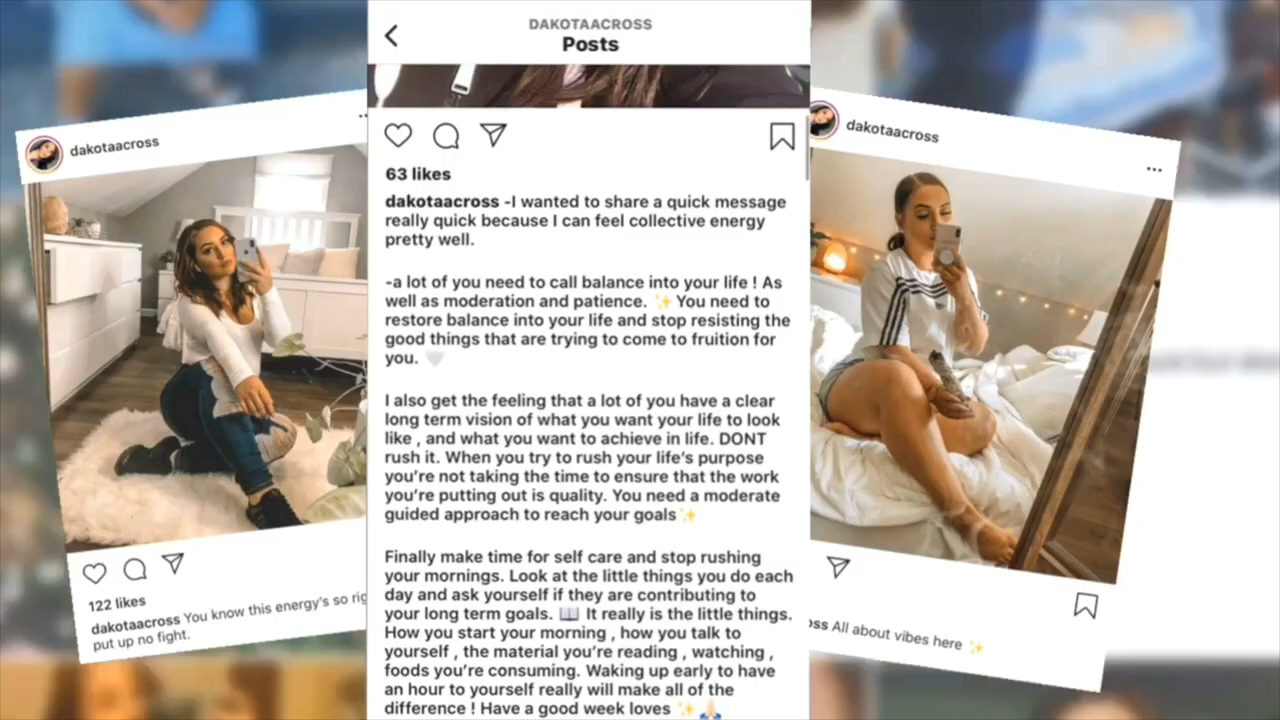 dakotaacross
122 likes
dakotaacross You know this energy's so rig
put up no fight.
DAKOTAACROSS
Posts
63 likes
dakotaacross -I wanted to share a quick message
really quick because I can feel collective energy
pretty well.
-a lot of you need to call balance into your life ! As
well as moderation and patience. ✨ You need to
restore balance into your life and stop resisting the
good things that are trying to come to fruition for
you. 🤍
I also get the feeling that a lot of you have a clear
long term vision of what you want your life to look
like , and what you want to achieve in life. DONT
rush it. When you try to rush your life's purpose
you're not taking the time to ensure that the work
you're putting out is quality. You need a moderate
guided approach to reach your goals✨
Finally make time for self care and stop rushing
your mornings. Look at the little things you do each
day and ask yourself if they are contributing to
your long term goals. 📖 It really is the little things.
How you start your morning , how you talk to
yourself , the material you're reading , watching ,
foods you're consuming. Waking up early to have
an hour to yourself really will make all of the
difference ! Have a good week loves ✨🙏🏻
dakotaacross
oss All about vibes here ✨